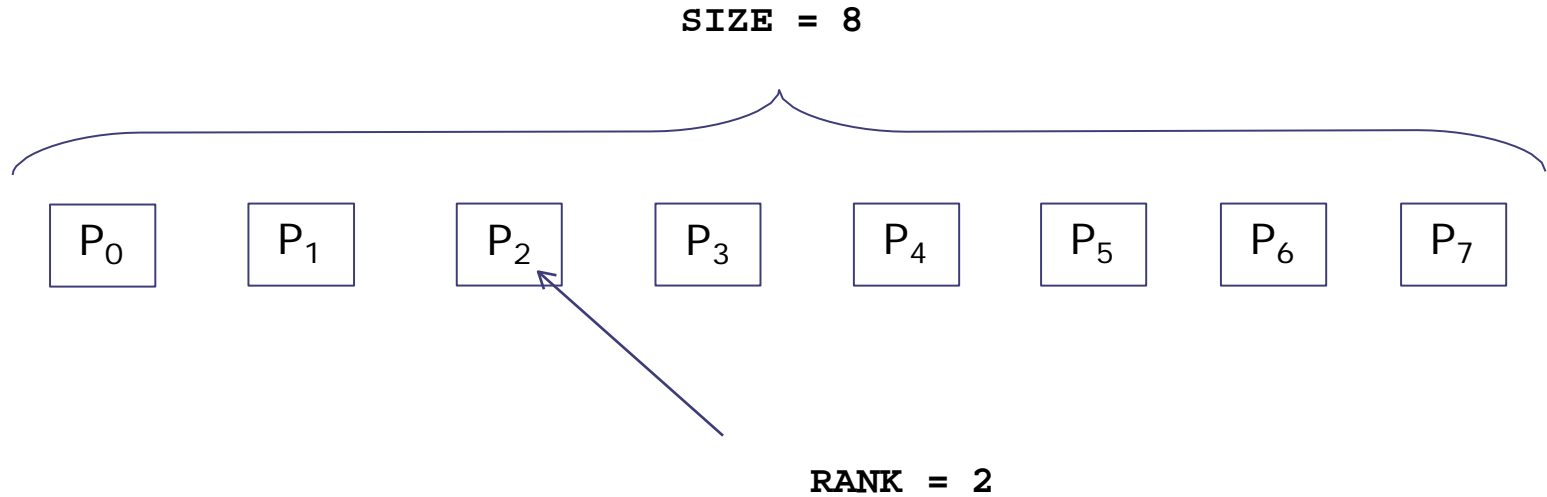 SIZE = 8
P₀ P₁ P₂ P₃ P₄ P₅ P₆ P₇
RANK = 2